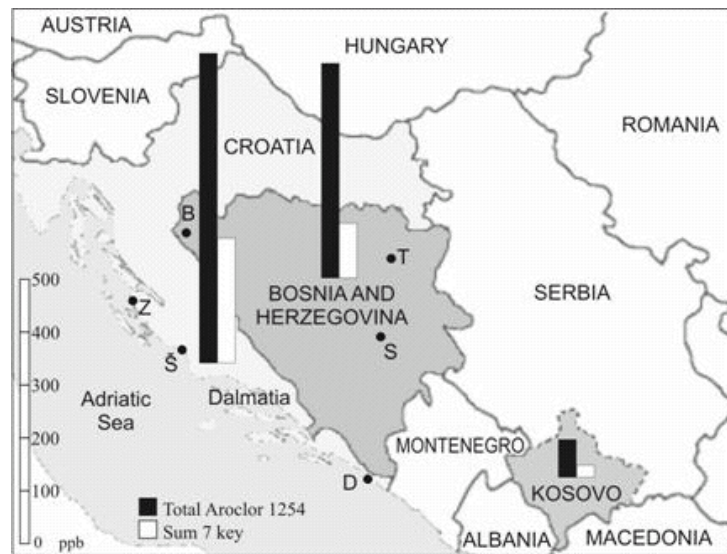 AUSTRIA
HUNGARY
SLOVENIA
ROMANIA
CROATIA
B
T
500
BOSNIA AND
HERZEGOVINA
SERBIA
Z
400
S
Š
300
Adriatic
Sea
Dalmatia
200
MONTENEGRO
D
100
KOSOVO
Total Aroclor 1254
Sum 7 key
0 ppb
ALBANIA
MACEDONIA